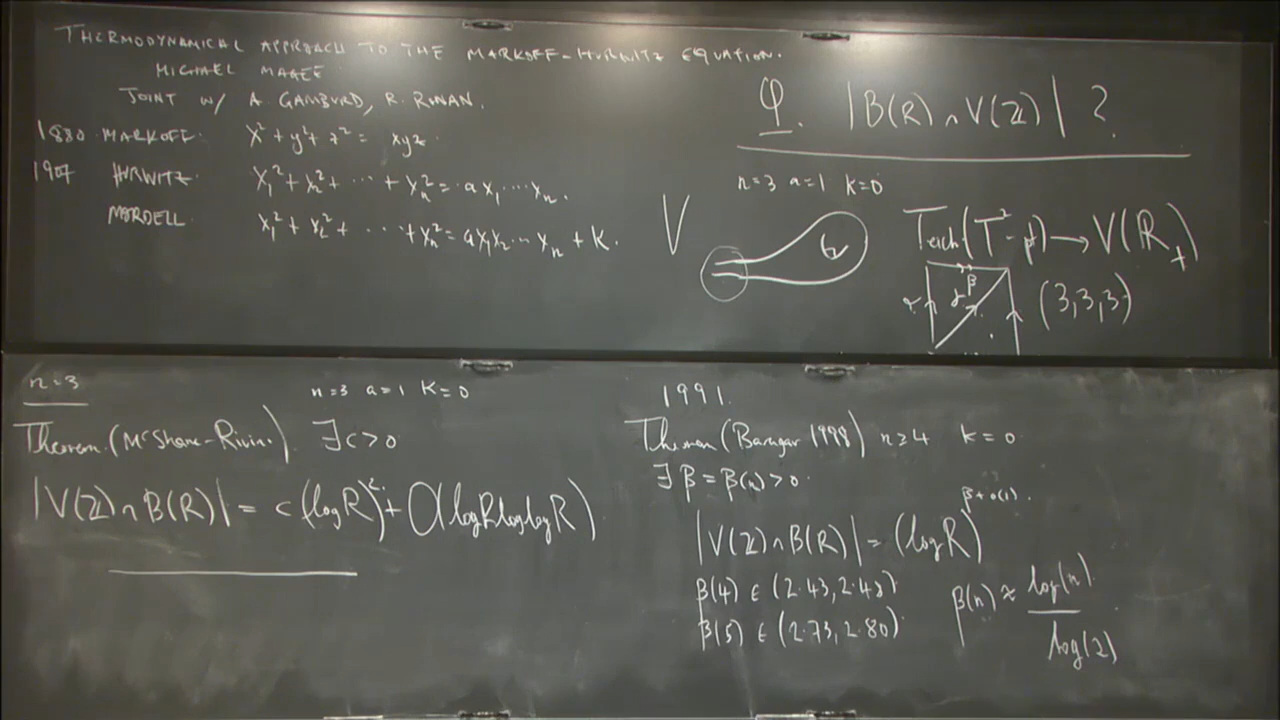 THERMODYNAMICAL APPROACH TO THE MARKOFF-HURWITZ EQUATION.
MICHAEL MAGEE
JOINT W/ A. GAMBURD, R. RONAN.
1880 MARKOFF: x² + y² + z² = xyz.
1907 HURWITZ: x₁² + x₂² + ⋯ + xₙ² = a x₁ ⋯ xₙ.
MORDELL x₁² + x₂² + ⋯ + xₙ² = a x₁x₂ ⋯ xₙ + k.
V
Q. |B(R) ∩ V(ℤ)| ?
n=3 a=1 k=0
Teich(T² - pt) → V(ℝ₊)
α γ β
(3,3,3)
n=3
n=3 a=1 k=0
Theorem. (McShane-Rivin). ∃ c > 0
|V(ℤ) ∩ B(R)| = c (log R)² + O(log R log log R)
1991.
Theorem (Baragar 1998) n≥4 k=0
∃ β = β(n) > 0.
|V(ℤ) ∩ B(R)| = (log R)^{β + o(1)}.
β(4) ∈ (2.43, 2.48)
β(5) ∈ (2.73, 2.80)
β(n) ≈ log(n) / log(2)